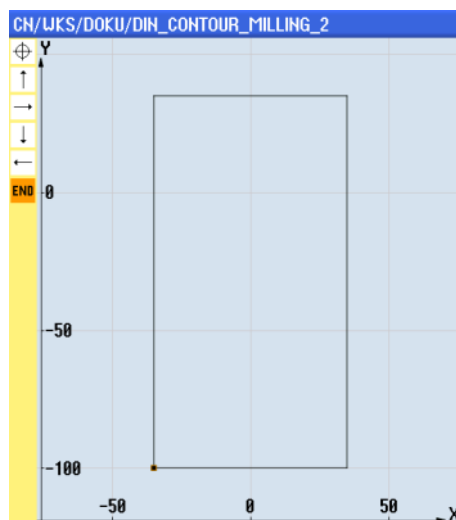 CN/WKS/DOKU/DIN_CONTOUR_MILLING_2
Y
END
0
-50
-100
-50 0 50
X